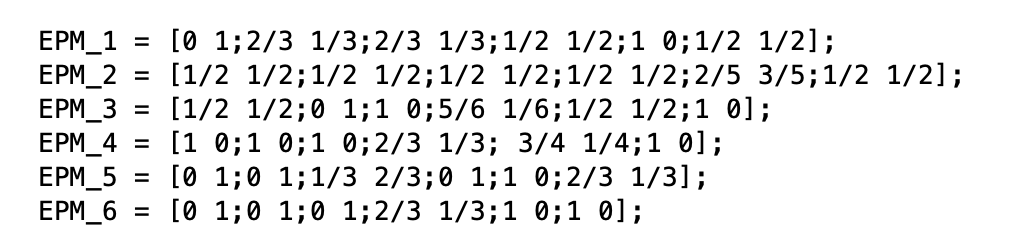 EPM_1 = [0 1;2/3 1/3;2/3 1/3;1/2 1/2;1 0;1/2 1/2];
EPM_2 = [1/2 1/2;1/2 1/2;1/2 1/2;1/2 1/2;2/5 3/5;1/2 1/2];
EPM_3 = [1/2 1/2;0 1;1 0;5/6 1/6;1/2 1/2;1 0];
EPM_4 = [1 0;1 0;1 0;2/3 1/3; 3/4 1/4;1 0];
EPM_5 = [0 1;0 1;1/3 2/3;0 1;1 0;2/3 1/3];
EPM_6 = [0 1;0 1;0 1;2/3 1/3;1 0;1 0];